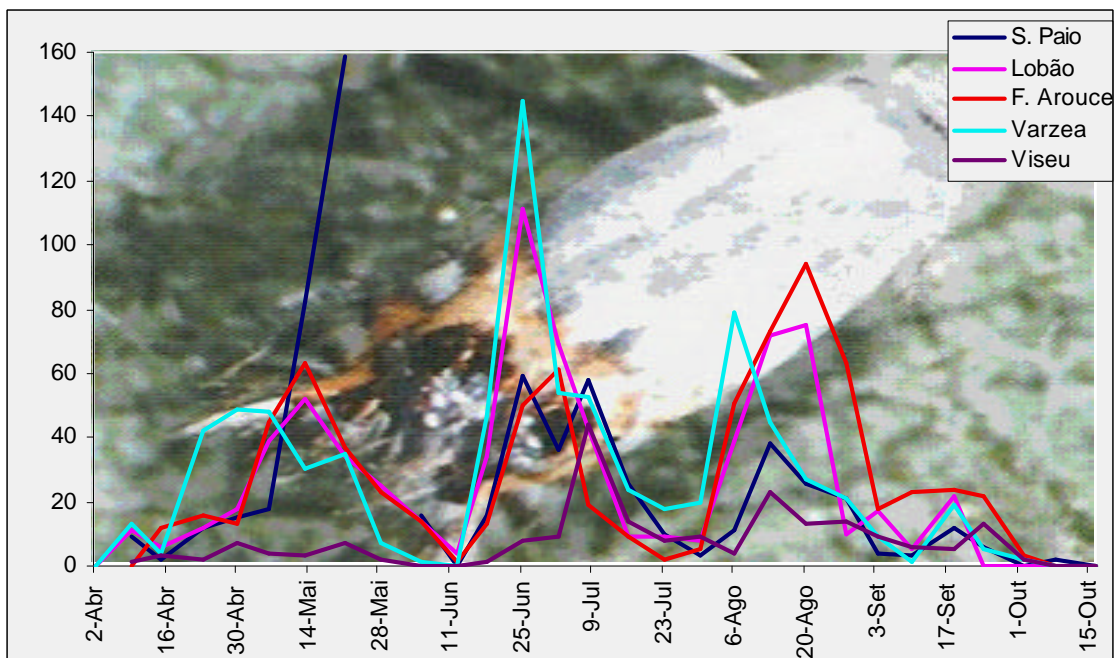 S. Paio
Lobão
F. Arouce
Varzea
Viseu
160
140
120
100
80
60
40
20
0
2-Abr
16-Abr
30-Abr
14-Mai
28-Mai
11-Jun
25-Jun
9-Jul
23-Jul
6-Ago
20-Ago
3-Set
17-Set
1-Out
15-Out